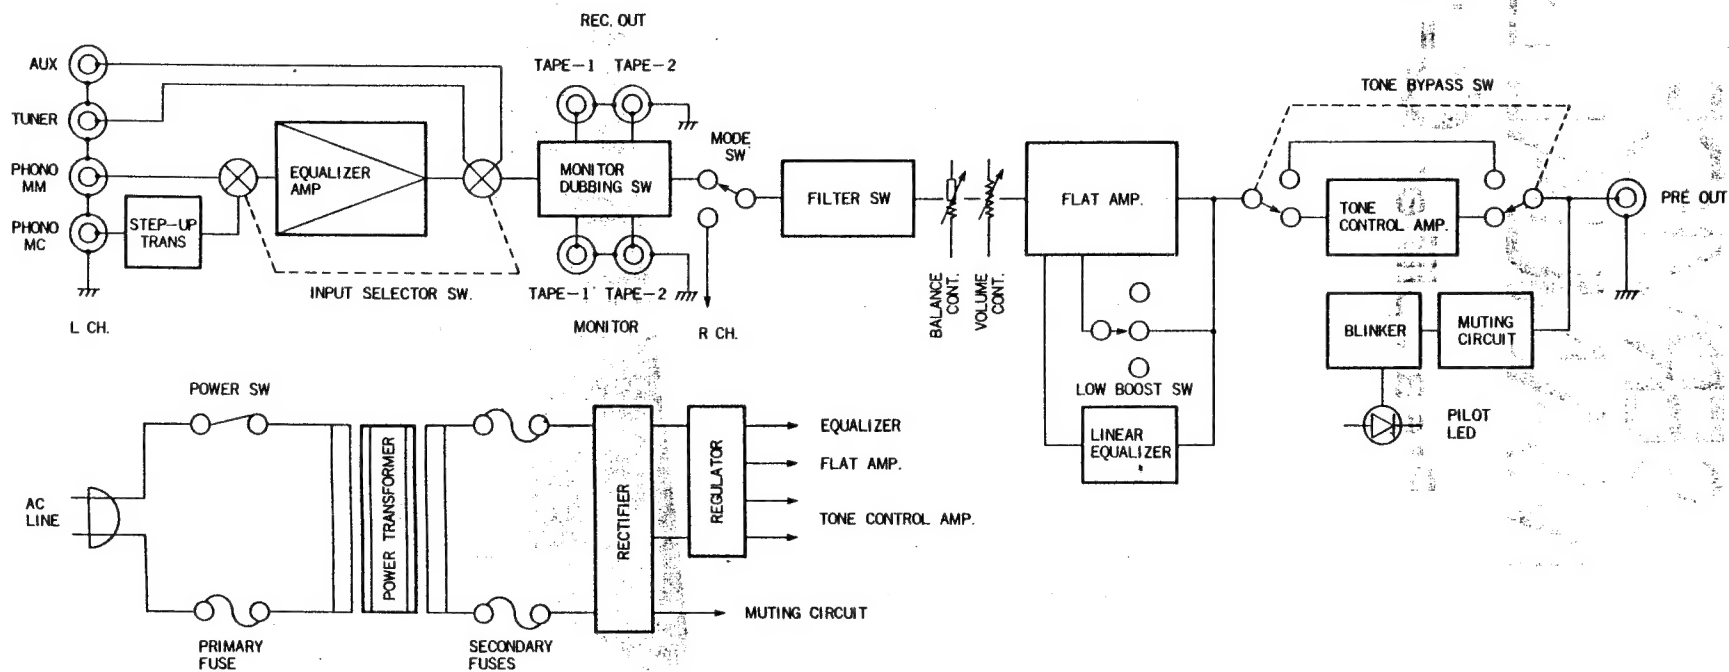 REC. OUT
AUX
TAPE-1 TAPE-2
TONE BYPASS SW
TUNER
MODE
SW.
PHONO
MM
EQUALIZER
AMP
MONITOR
DUBBING SW
FILTER SW
FLAT AMP.
TONE
CONTROL AMP.
PRE OUT
PHONO
MC
STEP-UP
TRANS
INPUT SELECTOR SW.
TAPE-1 TAPE-2
MONITOR
L CH.
R CH.
BALANCE
CONT.
VOLUME
CONT.
BLINKER
MUTING
CIRCUIT
LOW BOOST SW
LINEAR
EQUALIZER
PILOT
LED
POWER SW
AC
LINE
POWER TRANSFORMER
RECTIFIER
REGULATOR
EQUALIZER
FLAT AMP.
TONE CONTROL AMP.
MUTING CIRCUIT
PRIMARY
FUSE
SECONDARY
FUSES